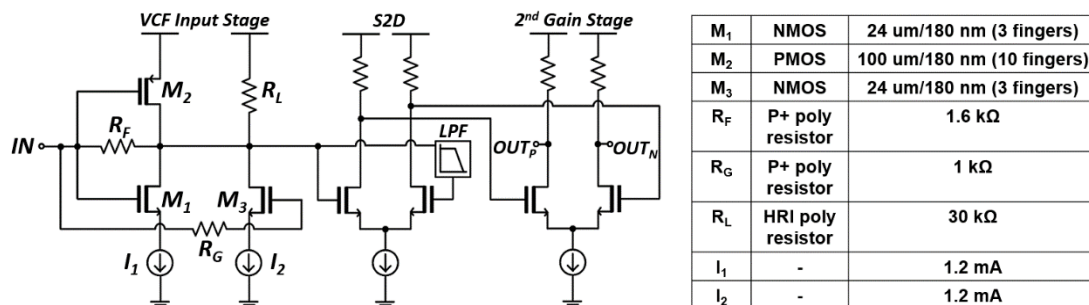 VCF Input Stage
S2D
2nd Gain Stage
M2
RL
RF
LPF
IN
OUTP
OUTN
M1
M3
RG
I1
I2
M1 NMOS 24 um/180 nm (3 fingers)
M2 PMOS 100 um/180 nm (10 fingers)
M3 NMOS 24 um/180 nm (3 fingers)
RF P+ poly resistor 1.6 kΩ
RG P+ poly resistor 1 kΩ
RL HRI poly resistor 30 kΩ
I1 - 1.2 mA
I2 - 1.2 mA